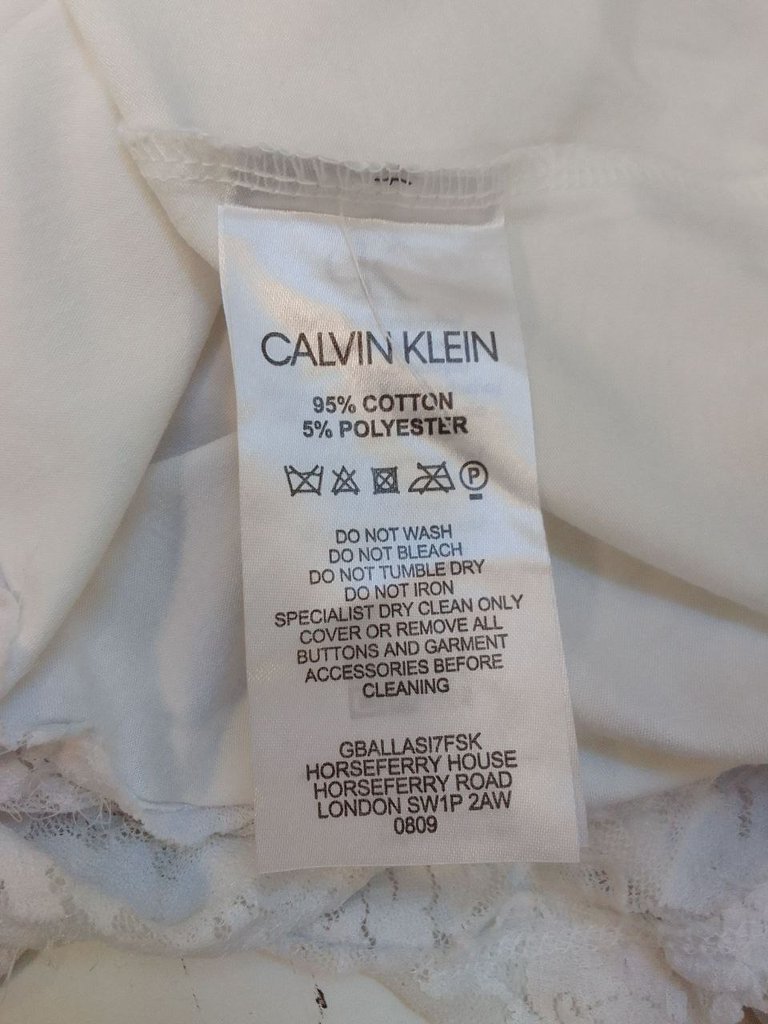 CALVIN KLEIN
95% COTTON
5% POLYESTER
P
DO NOT WASH
DO NOT BLEACH
DO NOT TUMBLE DRY
DO NOT IRON
SPECIALIST DRY CLEAN ONLY
COVER OR REMOVE ALL
BUTTONS AND GARMENT
ACCESSORIES BEFORE
CLEANING
GBALLASI7FSK
HORSEFERRY HOUSE
HORSEFERRY ROAD
LONDON SW1P 2AW
0809